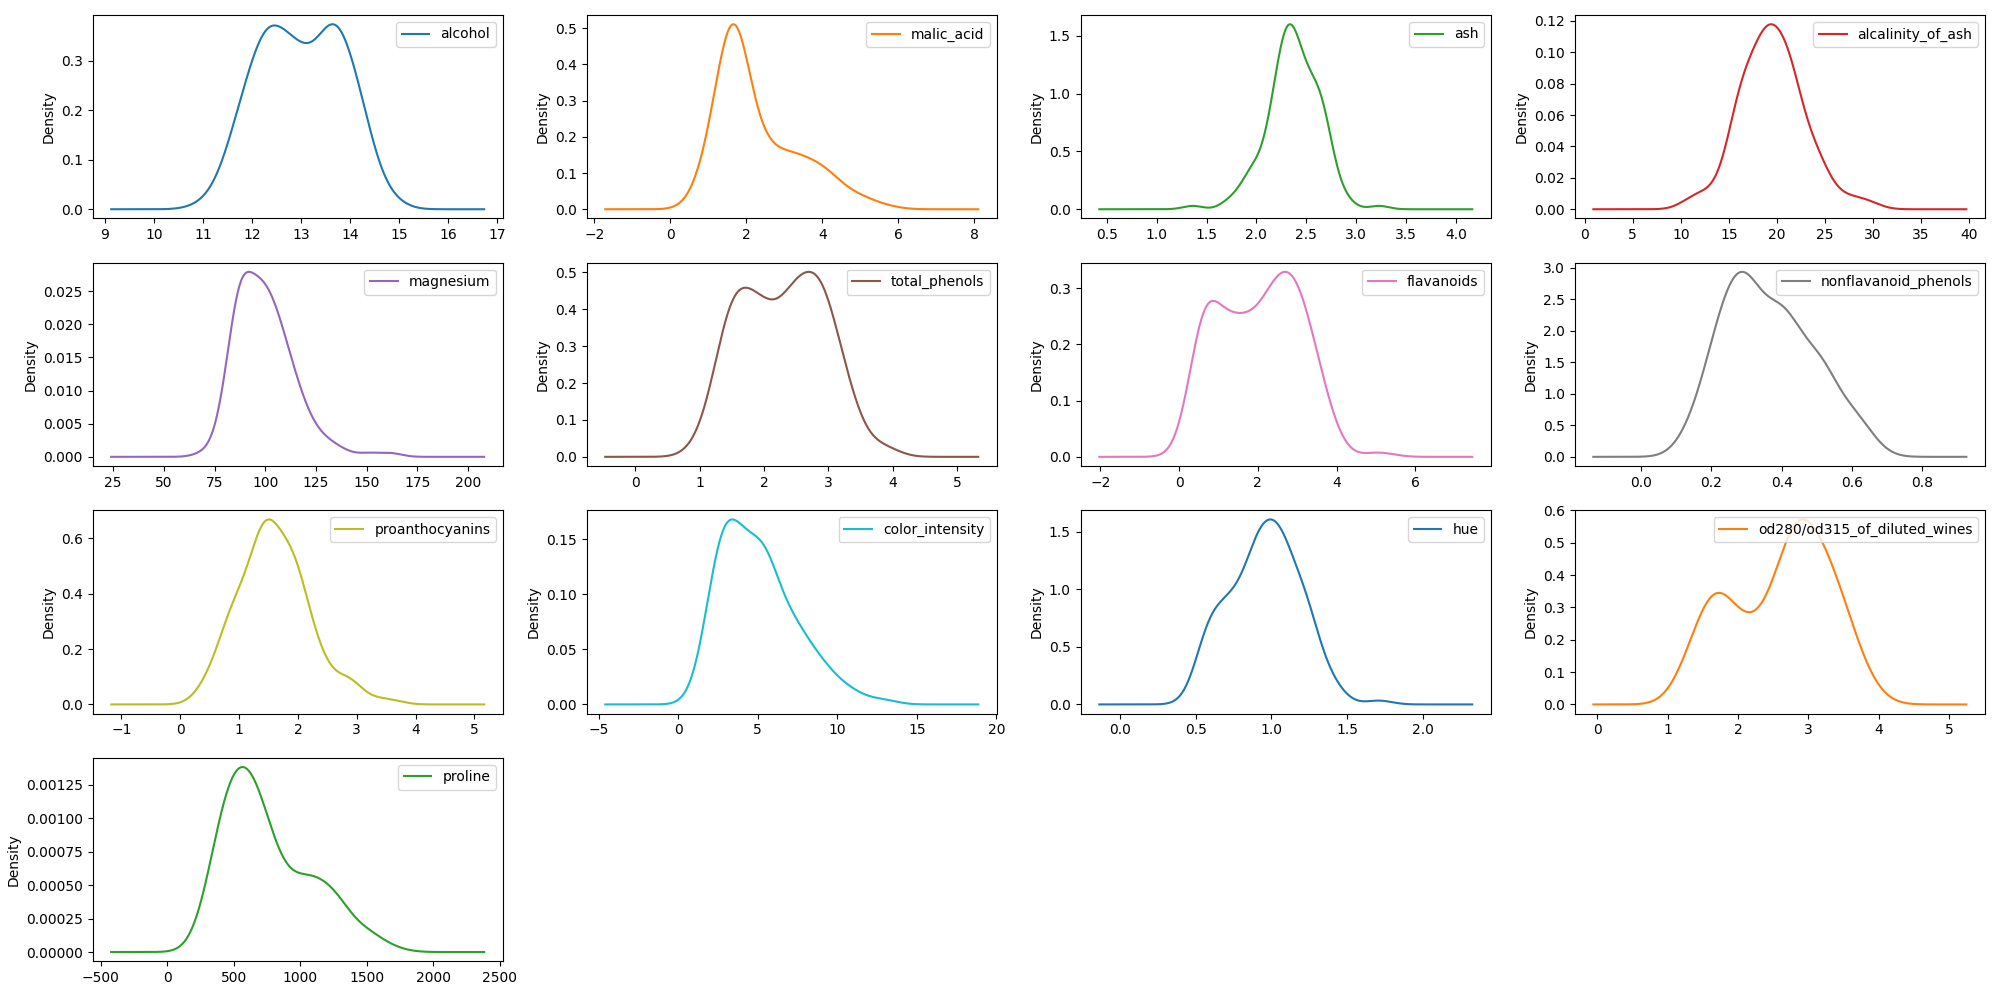 alcohol
Density
0.3
0.2
0.1
0.0
9 10 11 12 13 14 15 16 17
malic_acid
Density
0.5
0.4
0.3
0.2
0.1
0.0
−2 0 2 4 6 8
ash
Density
1.5
1.0
0.5
0.0
0.5 1.0 1.5 2.0 2.5 3.0 3.5 4.0
alcalinity_of_ash
Density
0.12
0.10
0.08
0.06
0.04
0.02
0.00
0 5 10 15 20 25 30 35 40
magnesium
Density
0.025
0.020
0.015
0.010
0.005
0.000
25 50 75 100 125 150 175 200
total_phenols
Density
0.5
0.4
0.3
0.2
0.1
0.0
0 1 2 3 4 5
flavanoids
Density
0.3
0.2
0.1
0.0
−2 0 2 4 6
nonflavanoid_phenols
Density
3.0
2.5
2.0
1.5
1.0
0.5
0.0
0.0 0.2 0.4 0.6 0.8
proanthocyanins
Density
0.6
0.4
0.2
0.0
−1 0 1 2 3 4 5
color_intensity
Density
0.15
0.10
0.05
0.00
−5 0 5 10 15 20
hue
Density
1.5
1.0
0.5
0.0
0.0 0.5 1.0 1.5 2.0
od280/od315_of_diluted_wines
Density
0.6
0.5
0.4
0.3
0.2
0.1
0.0
0 1 2 3 4 5
proline
Density
0.00125
0.00100
0.00075
0.00050
0.00025
0.00000
−500 0 500 1000 1500 2000 2500